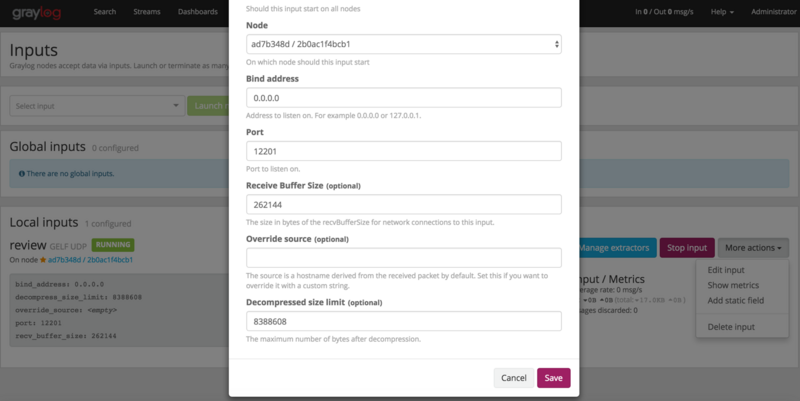 graylog
Search
Streams
Dashboards
In 0 / Out 0 msg/s
Help
Administrator
Inputs
Graylog nodes accept data via inputs. Launch or terminate as many
Select input
Launch
Global inputs 0 configured
There are no global inputs.
Local inputs 1 configured
review GELF UDP RUNNING
On node ad7b348d / 2b0ac1f4bcb1
bind_address: 0.0.0.0
decompress_size_limit: 8388608
override_source: <empty>
port: 12201
recv_buffer_size: 262144
Should this input start on all nodes
Node
ad7b348d / 2b0ac1f4bcb1
On which node should this input start
Bind address
0.0.0.0
Address to listen on. For example 0.0.0.0 or 127.0.0.1.
Port
12201
Port to listen on.
Receive Buffer Size (optional)
262144
The size in bytes of the recvBufferSize for network connections to this input.
Override source (optional)
The source is a hostname derived from the received packet by default. Set this if you want to
override it with a custom string.
Decompressed size limit (optional)
8388608
The maximum number of bytes after decompression.
Cancel
Save
Manage extractors
Stop input
More actions
Edit input
Show metrics
Add static field
Delete input
/ Metrics
rate: 0 msg/s
discarded: 0